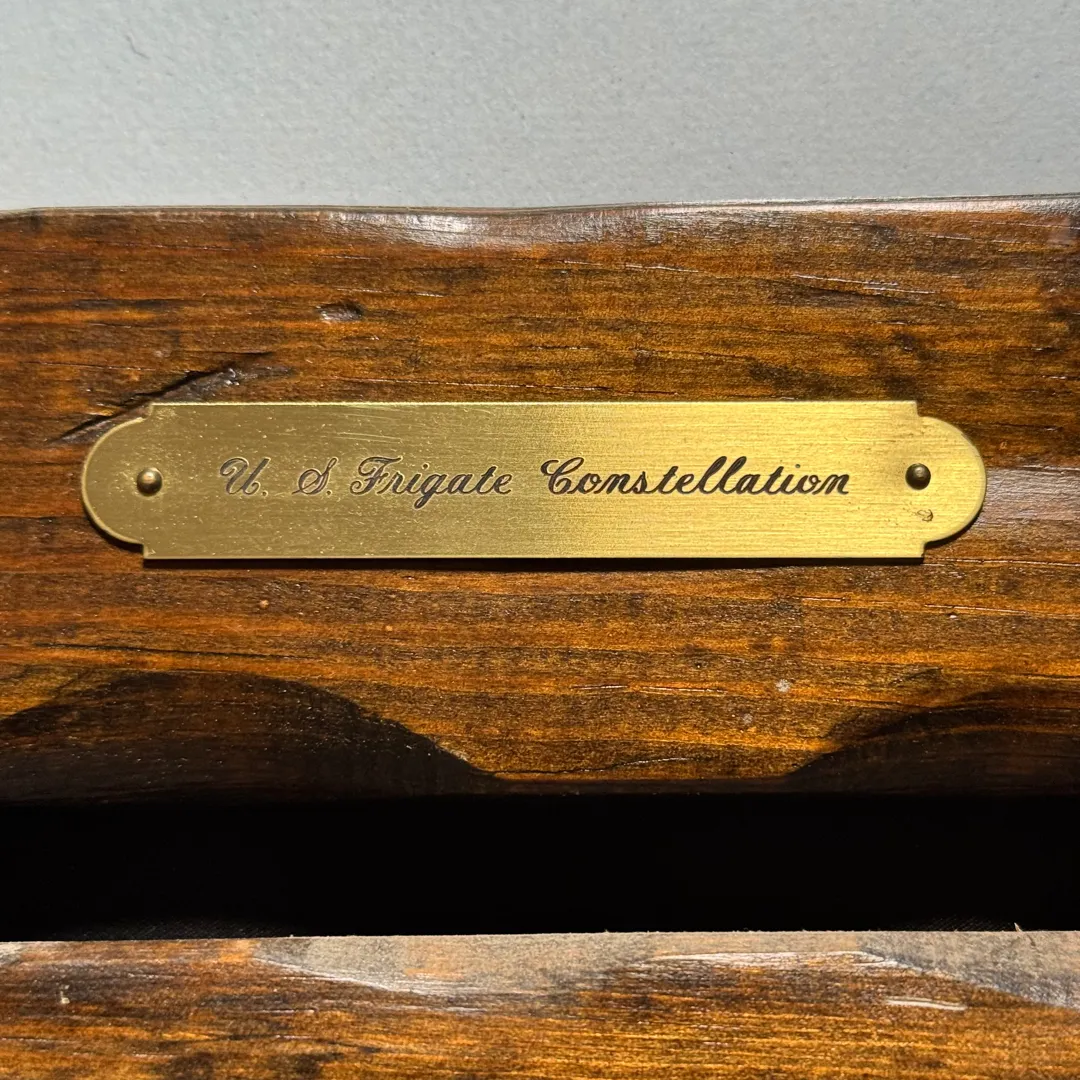 U. S. Frigate Constellation